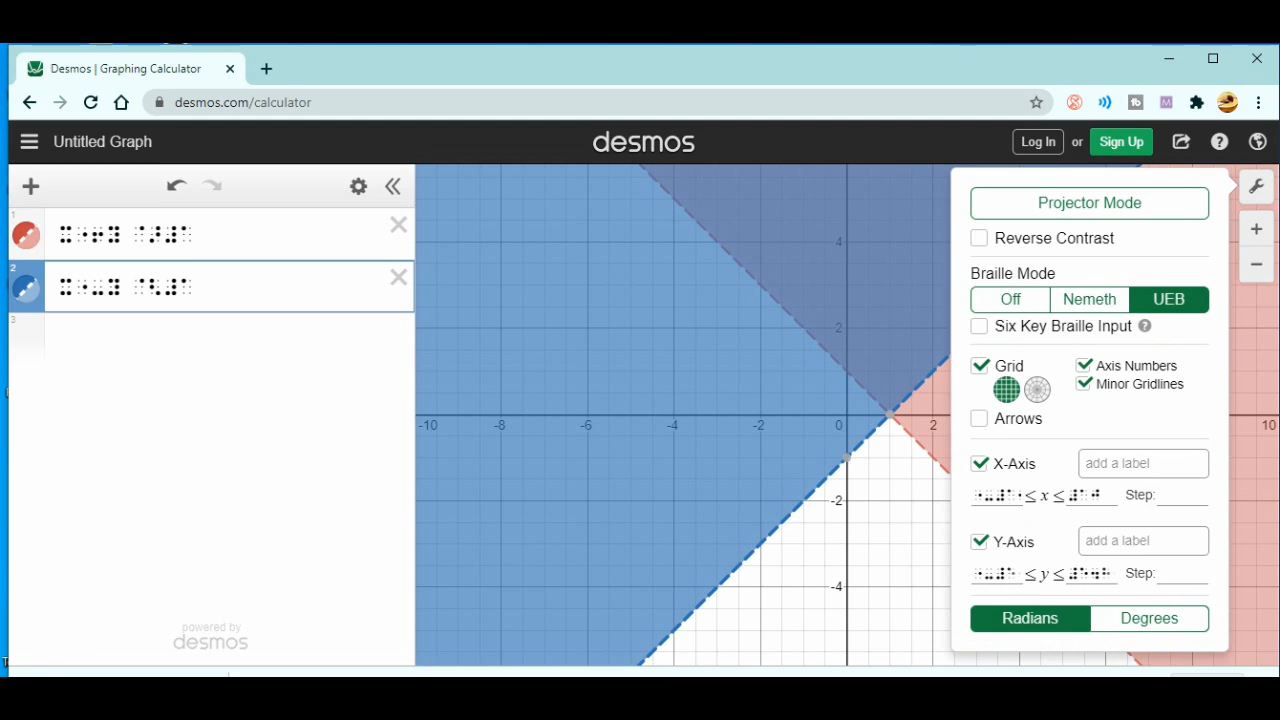 Desmos | Graphing Calculator
desmos.com/calculator
Untitled Graph
desmos
Log In or Sign Up
1
⠭⠐⠖⠽ ⠈⠜⠼⠁
2
⠭⠐⠤⠽ ⠈⠣⠼⠁
3
powered by
desmos
-10 -8 -6 -4 -2 0 2 10
4
2
-2
-4
Projector Mode
Reverse Contrast
Braille Mode
Off Nemeth UEB
Six Key Braille Input ?
Grid
Axis Numbers
Minor Gridlines
Arrows
X-Axis add a label
≤ x ≤ Step:
Y-Axis add a label
≤ y ≤ Step:
Radians Degrees